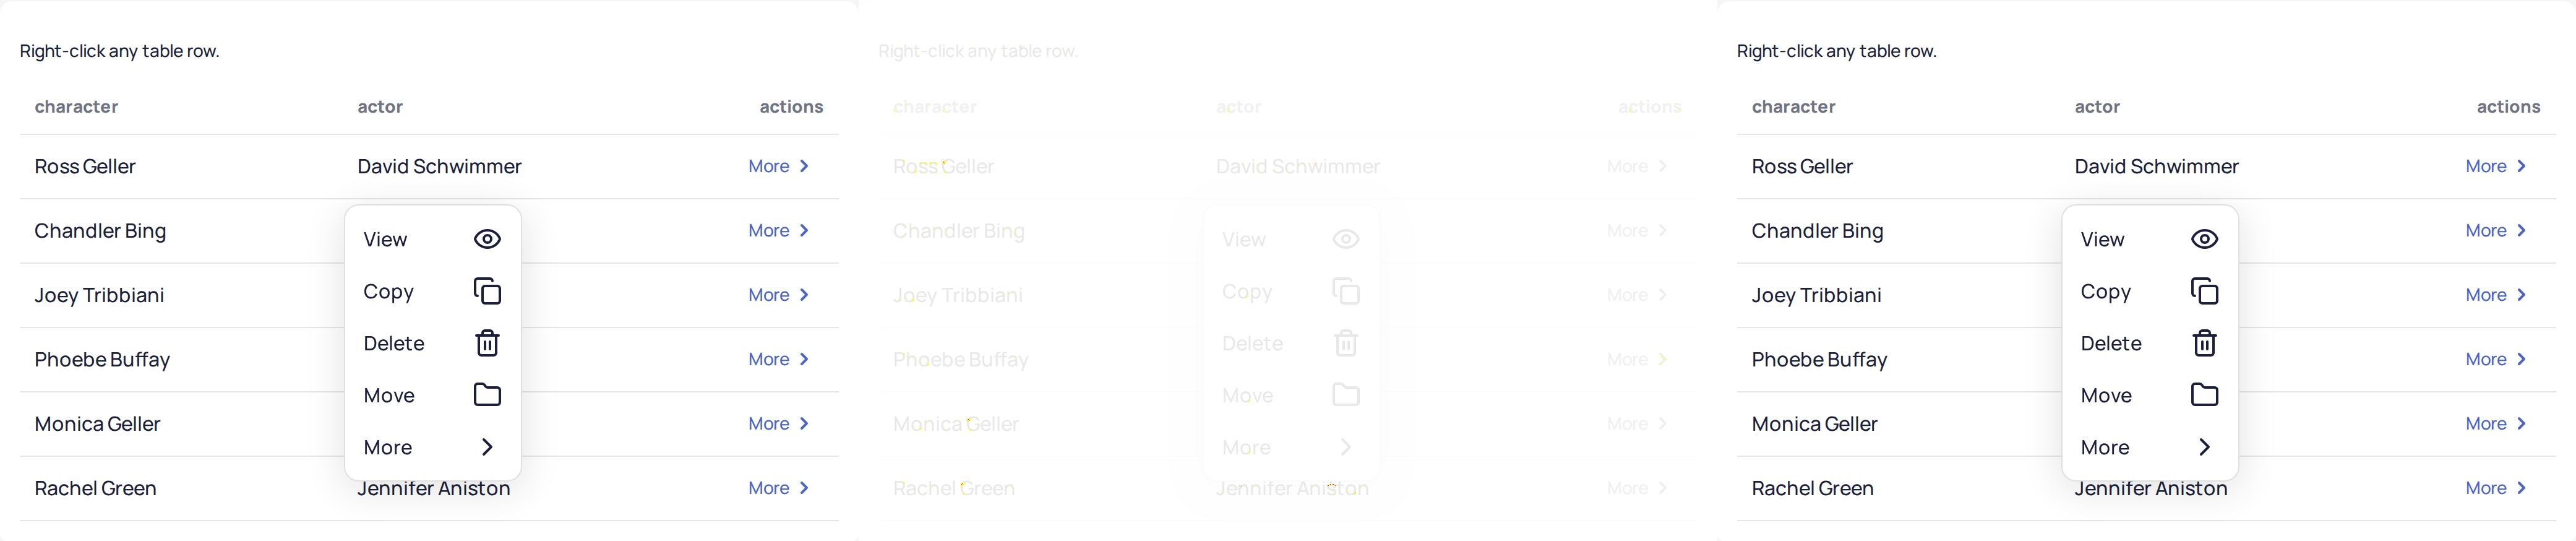 Right-click any table row.
character actor actions
Ross Geller David Schwimmer More
Chandler Bing More
Joey Tribbiani More
Phoebe Buffay More
Monica Geller More
Rachel Green Jennifer Aniston More
View
Copy
Delete
Move
More
Right-click any table row.
character actor actions
Ross Geller David Schwimmer More
Chandler Bing More
Joey Tribbiani More
Phoebe Buffay More
Monica Geller More
Rachel Green Jennifer Aniston More
View
Copy
Delete
Move
More
Right-click any table row.
character actor actions
Ross Geller David Schwimmer More
Chandler Bing More
Joey Tribbiani More
Phoebe Buffay More
Monica Geller More
Rachel Green Jennifer Aniston More
View
Copy
Delete
Move
More